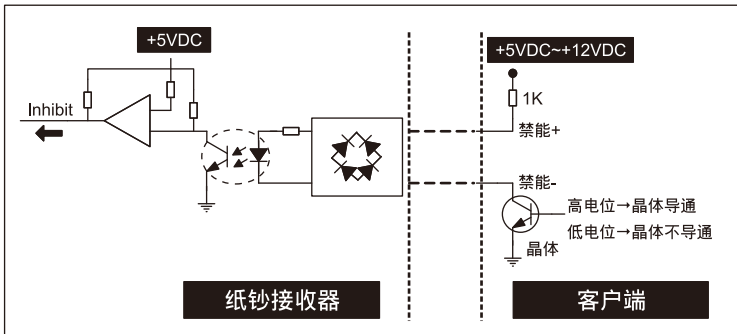 +5VDC
+5VDC~+12VDC
Inhibit
1K
禁能+
禁能-
高电位→晶体导通
低电位→晶体不导通
晶体
纸钞接收器
客户端